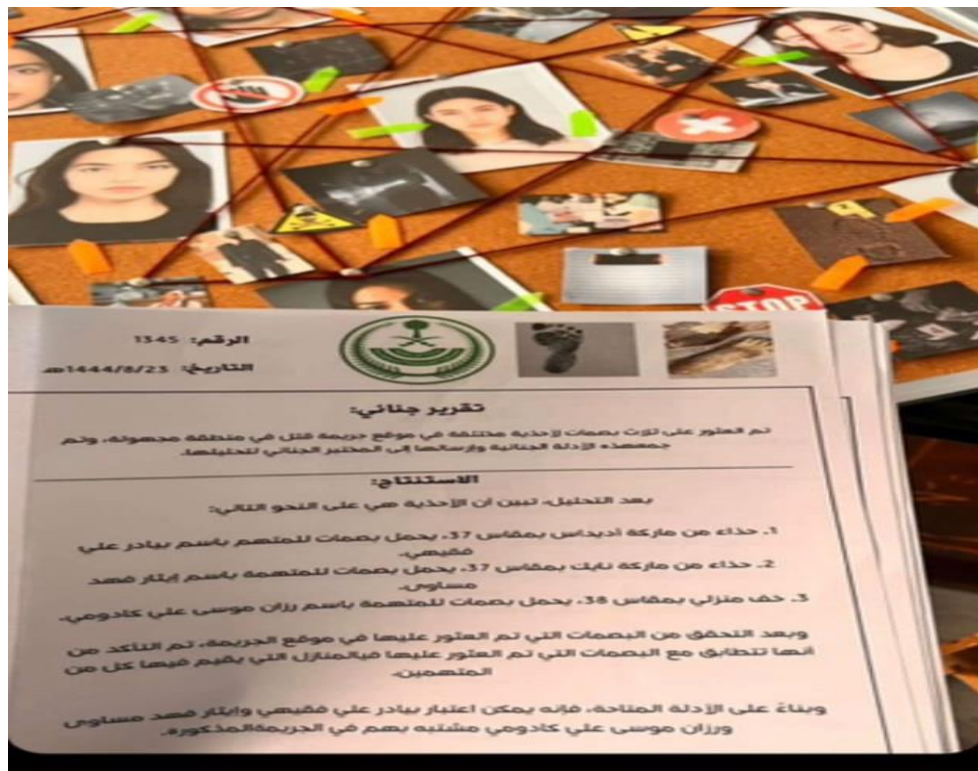 STOP
الرقم: 1345
التاريخ: 1444/8/23هـ
تقرير جنائي:
تم العثور على ثلاث بصمات لأحذية مختلفة في موقع جريمة قتل في منطقة مجهولة، وتم
جمعهذه الأدلة الجنائية وإرسالها إلى المختبر الجنائي لتحليلها.
الاستنتاج:
بعد التحليل، تبين أن الأحذية هي على النحو التالي:
1. حذاء من ماركة أديداس بمقاس 37، يحمل بصمات للمتهم باسم بيادر علي
فقيهي.
2. حذاء من ماركة نايك بمقاس 37، يحمل بصمات للمتهمة باسم إيثار فهد
مساوى.
3. خف منزلي بمقاس 38، يحمل بصمات للمتهمة باسم رزان موسى علي كادومي.
وبعد التحقق من البصمات التي تم العثور عليها في موقع الجريمة، تم التأكد من
أنها تتطابق مع البصمات التي تم العثور عليها فيالمنازل التي يقيم فيها كل من
المتهمين.
وبناءً على الأدلة المتاحة، فإنه يمكن اعتبار بيادر علي فقيهي وإيثار فهد مساوى
ورزان موسى علي كادومي مشتبه بهم في الجريمةالمذكوره.